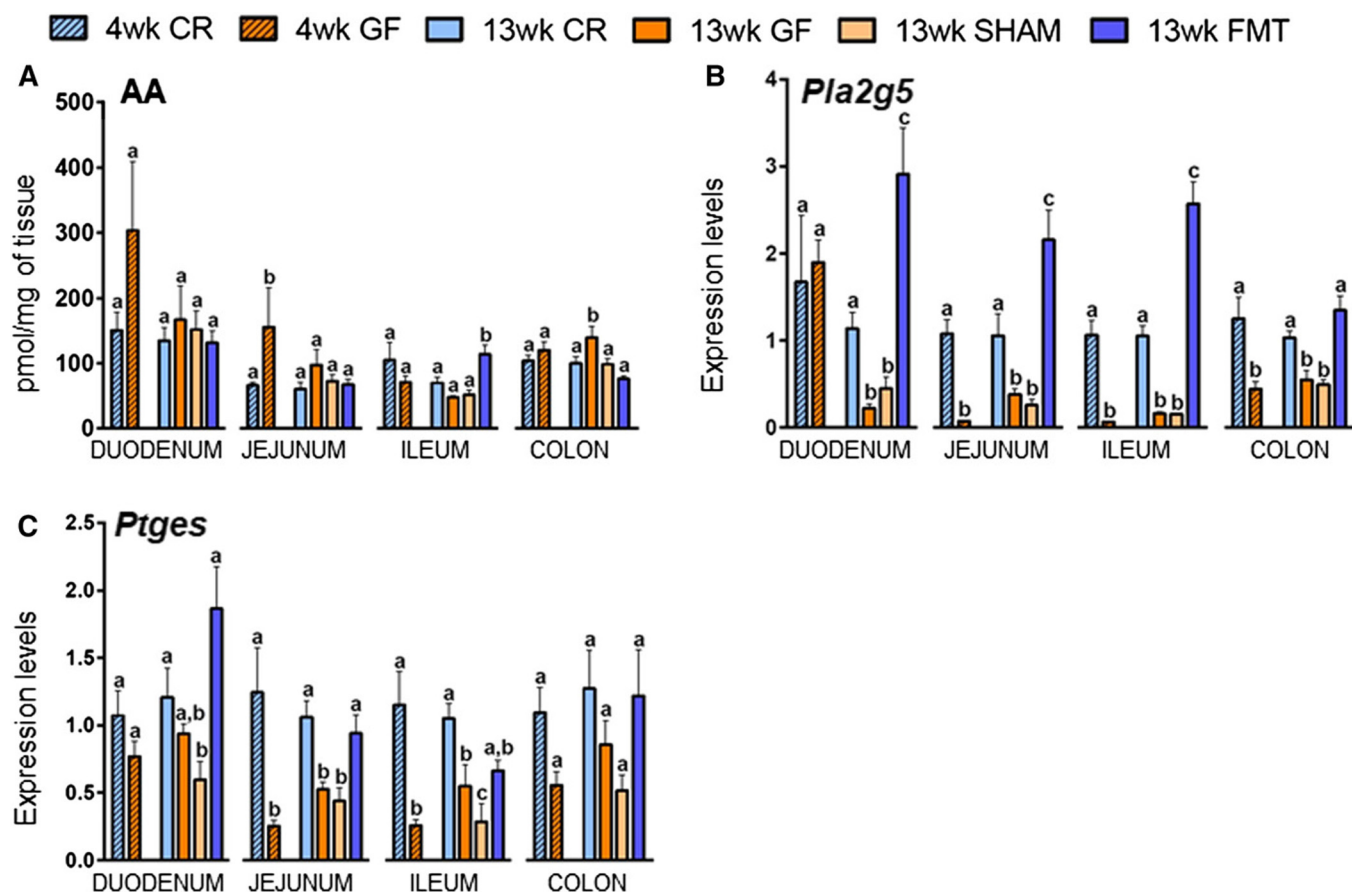 4wk CR 4wk GF 13wk CR 13wk GF 13wk SHAM 13wk FMT
A AA
pmol/mg of tissue
500
400
300
200
100
0
a a a a a a
a b a a a a
a a a a a b
a a a b a a
DUODENUM JEJUNUM ILEUM COLON
B Pla2g5
Expression levels
4
3
2
1
0
a a a b b c
a b a b b c
a b a b b c
a b a b b a
DUODENUM JEJUNUM ILEUM COLON
C Ptges
Expression levels
2.5
2.0
1.5
1.0
0.5
0.0
a a a a,b b a
a b a b b a
a b a b c a,b
a a a a a a
DUODENUM JEJUNUM ILEUM COLON